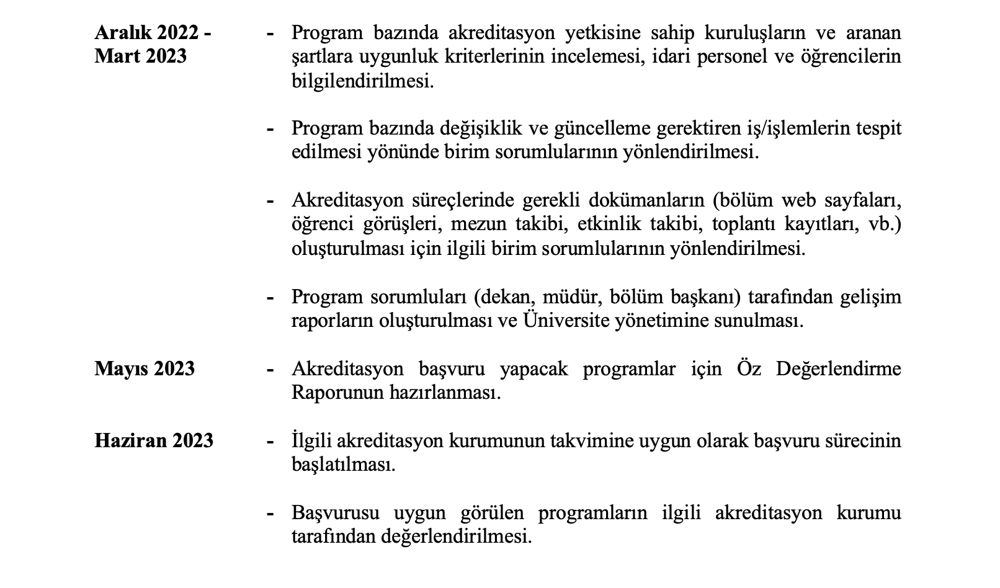 Aralık 2022 - - Program bazında akreditasyon yetkisine sahip kuruluşların ve aranan
Mart 2023 şartlara uygunluk kriterlerinin incelemesi, idari personel ve öğrencilerin
bilgilendirilmesi.
- Program bazında değişiklik ve güncelleme gerektiren iş/işlemlerin tespit
edilmesi yönünde birim sorumlularının yönlendirilmesi.
- Akreditasyon süreçlerinde gerekli dokümanların (bölüm web sayfaları,
öğrenci görüşleri, mezun takibi, etkinlik takibi, toplantı kayıtları, vb.)
oluşturulması için ilgili birim sorumlularının yönlendirilmesi.
- Program sorumluları (dekan, müdür, bölüm başkanı) tarafından gelişim
raporların oluşturulması ve Üniversite yönetimine sunulması.
Mayıs 2023 - Akreditasyon başvuru yapacak programlar için Öz Değerlendirme
Raporunun hazırlanması.
Haziran 2023 - İlgili akreditasyon kurumunun takvimine uygun olarak başvuru sürecinin
başlatılması.
- Başvurusu uygun görülen programların ilgili akreditasyon kurumu
tarafından değerlendirilmesi.